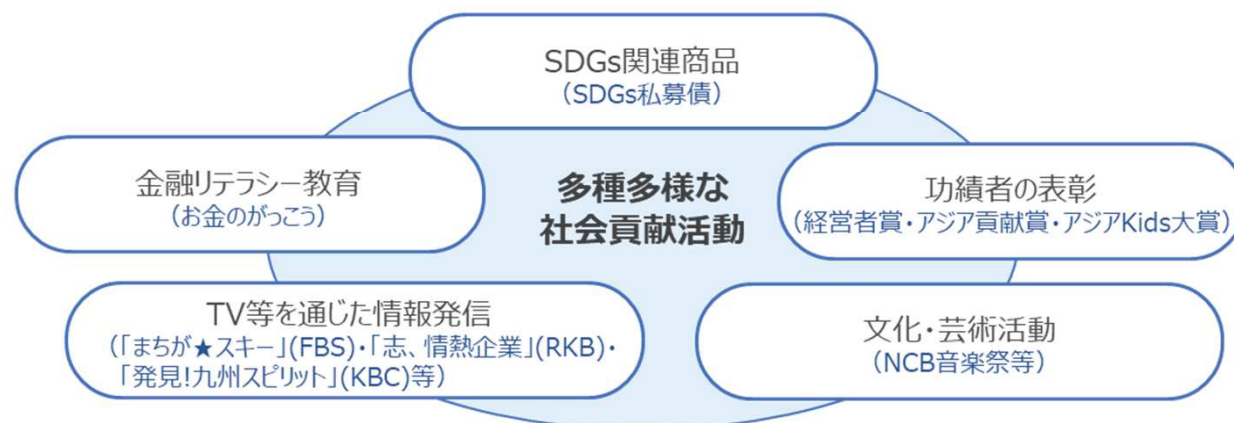 SDGs関連商品
（SDGs私募債）
金融リテラシー教育
（お金のがっこう）
多種多様な
社会貢献活動
功績者の表彰
（経営者賞・アジア貢献賞・アジアKids大賞）
TV等を通じた情報発信
（「まちが★スキー」(FBS)・「志、情熱企業」(RKB)・
「発見!九州スピリット」(KBC)等）
文化・芸術活動
（NCB音楽祭等）